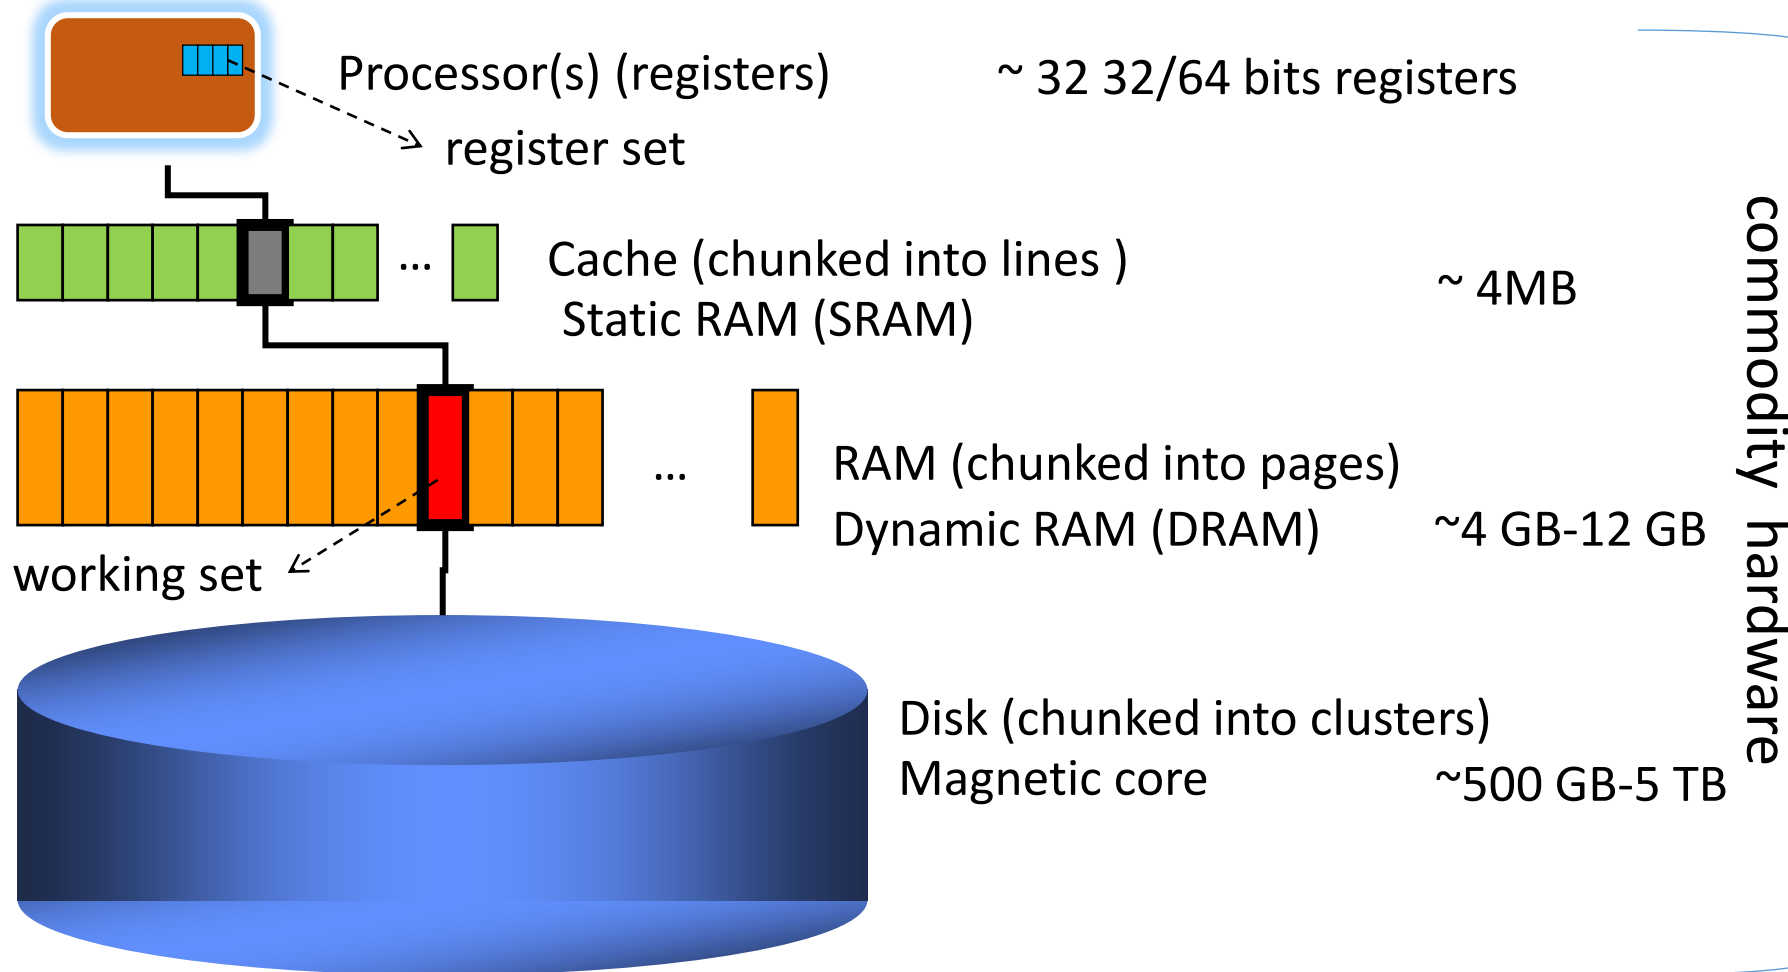 Processor(s) (registers)
~ 32 32/64 bits registers
register set
Cache (chunked into lines )
Static RAM (SRAM)
~ 4MB
...
RAM (chunked into pages)
...
Dynamic RAM (DRAM)
~4 GB-12 GB
working set
Disk (chunked into clusters)
Magnetic core
~500 GB-5 TB
commodity hardware